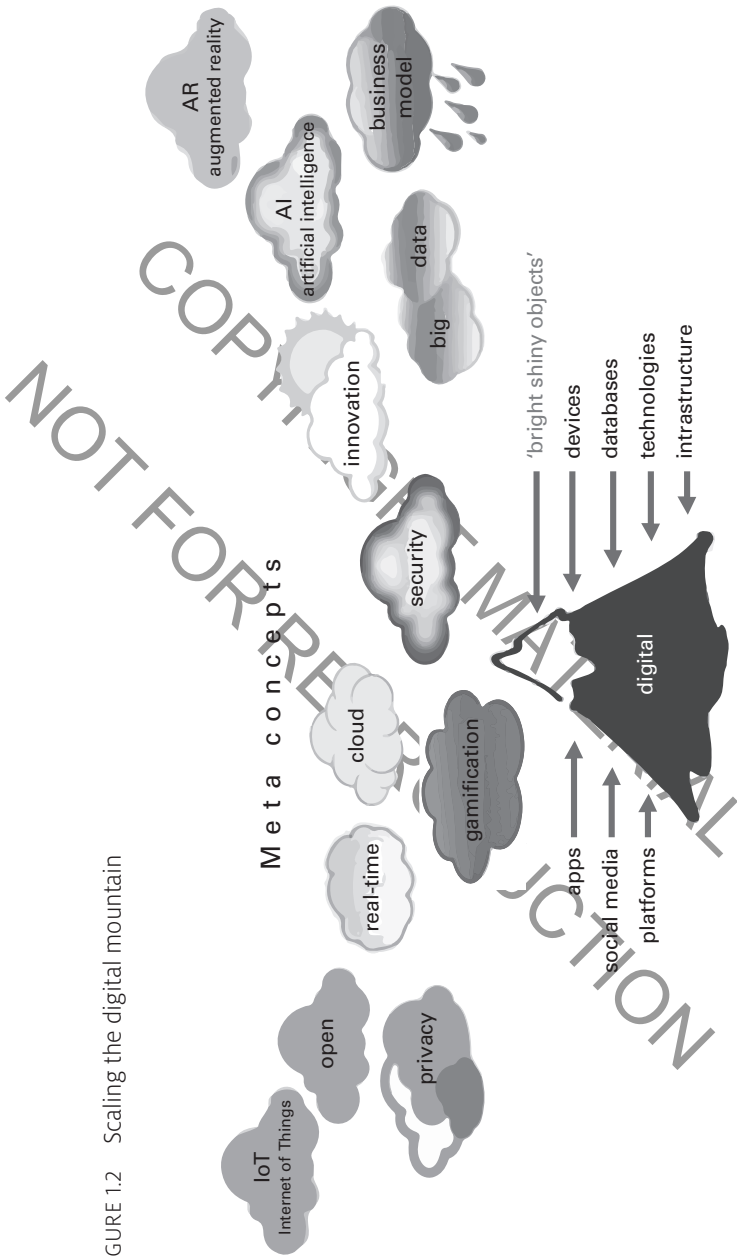 GURE 1.2 Scaling the digital mountain
Meta concepts
IoT
Internet of Things
open
privacy
real-time
cloud
gamification
security
innovation
big
data
AI
artificial intelligence
AR
augmented reality
business
model
apps
social media
platforms
digital
'bright shiny objects'
devices
databases
technologies
intrastructure
COPYRIGHT MATERIAL
NOT FOR REPRODUCTION